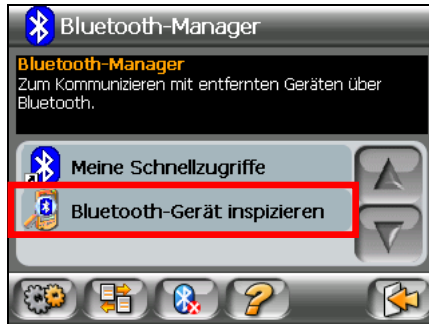 Bluetooth-Manager
Bluetooth-Manager
Zum Kommunizieren mit entfernten Geräten über
Bluetooth.
Meine Schnellzugriffe
Bluetooth-Gerät inspizieren